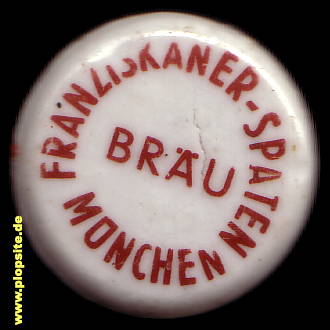 FRANZISKANER-SPATEN
BRÄU
MÜNCHEN
www.plopsite.de